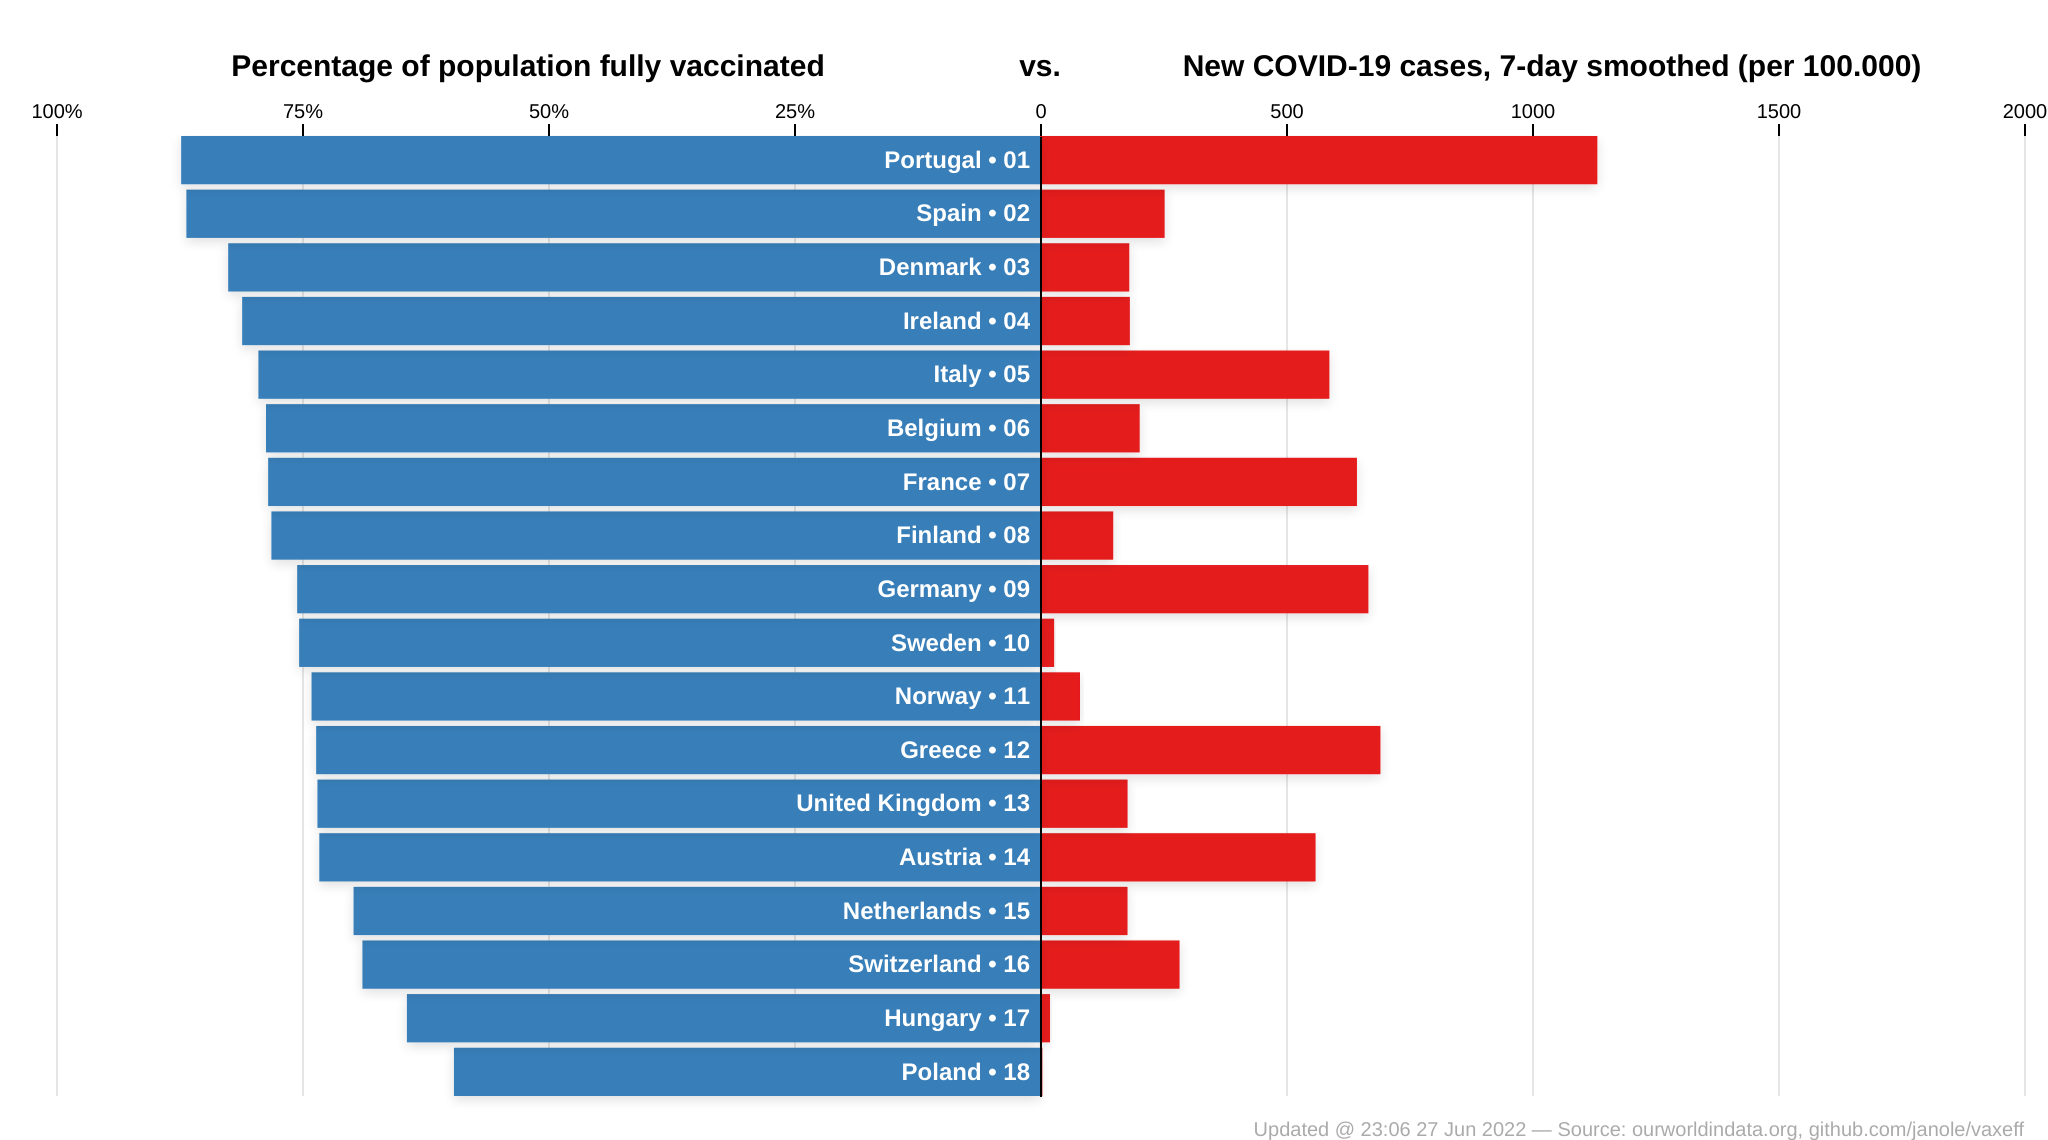 Percentage of population fully vaccinated vs. New COVID-19 cases, 7-day smoothed (per 100.000)
100% 75% 50% 25% 0 500 1000 1500 2000
Portugal • 01
Spain • 02
Denmark • 03
Ireland • 04
Italy • 05
Belgium • 06
France • 07
Finland • 08
Germany • 09
Sweden • 10
Norway • 11
Greece • 12
United Kingdom • 13
Austria • 14
Netherlands • 15
Switzerland • 16
Hungary • 17
Poland • 18
Updated @ 23:06 27 Jun 2022 — Source: ourworldindata.org, github.com/janole/vaxeff